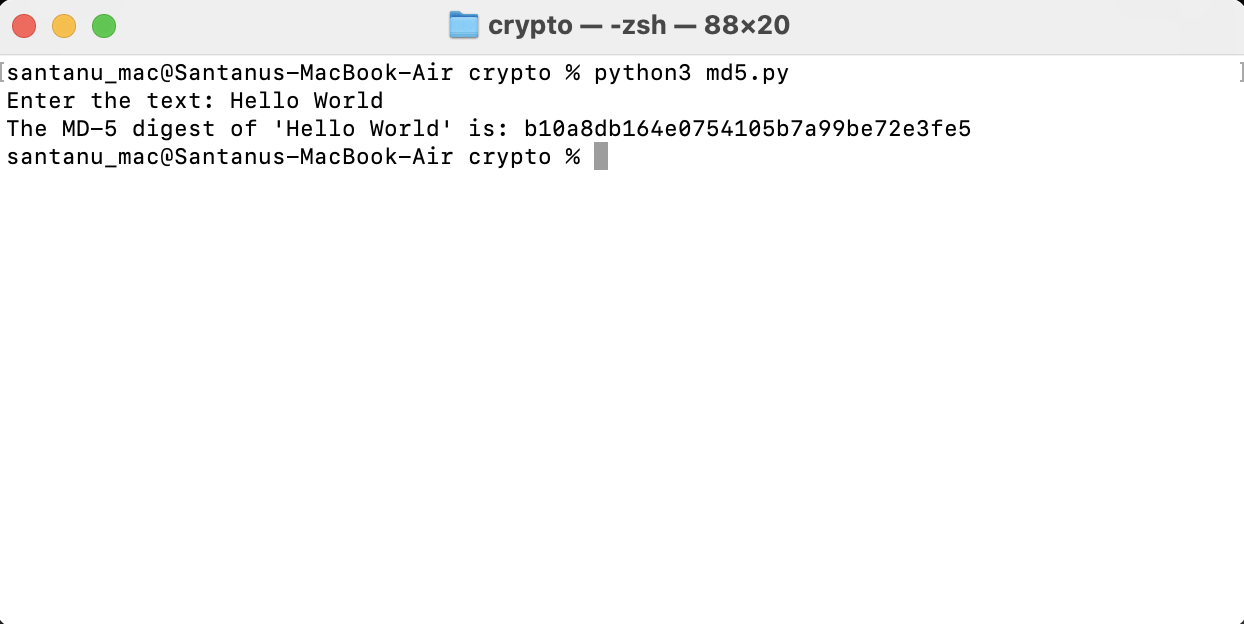 crypto — -zsh — 88×20
santanu_mac@Santanus-MacBook-Air crypto % python3 md5.py
Enter the text: Hello World
The MD-5 digest of 'Hello World' is: b10a8db164e0754105b7a99be72e3fe5
santanu_mac@Santanus-MacBook-Air crypto %